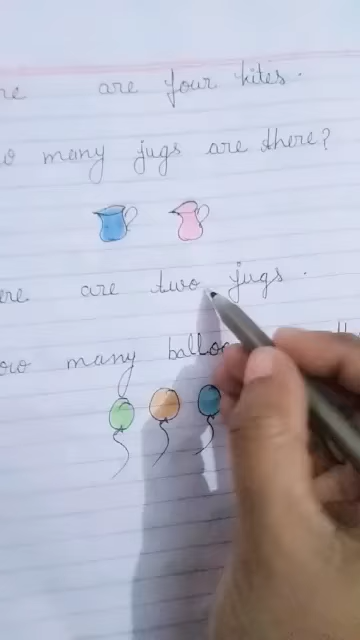 are four kites.
many jugs are there?
are two jugs.
many